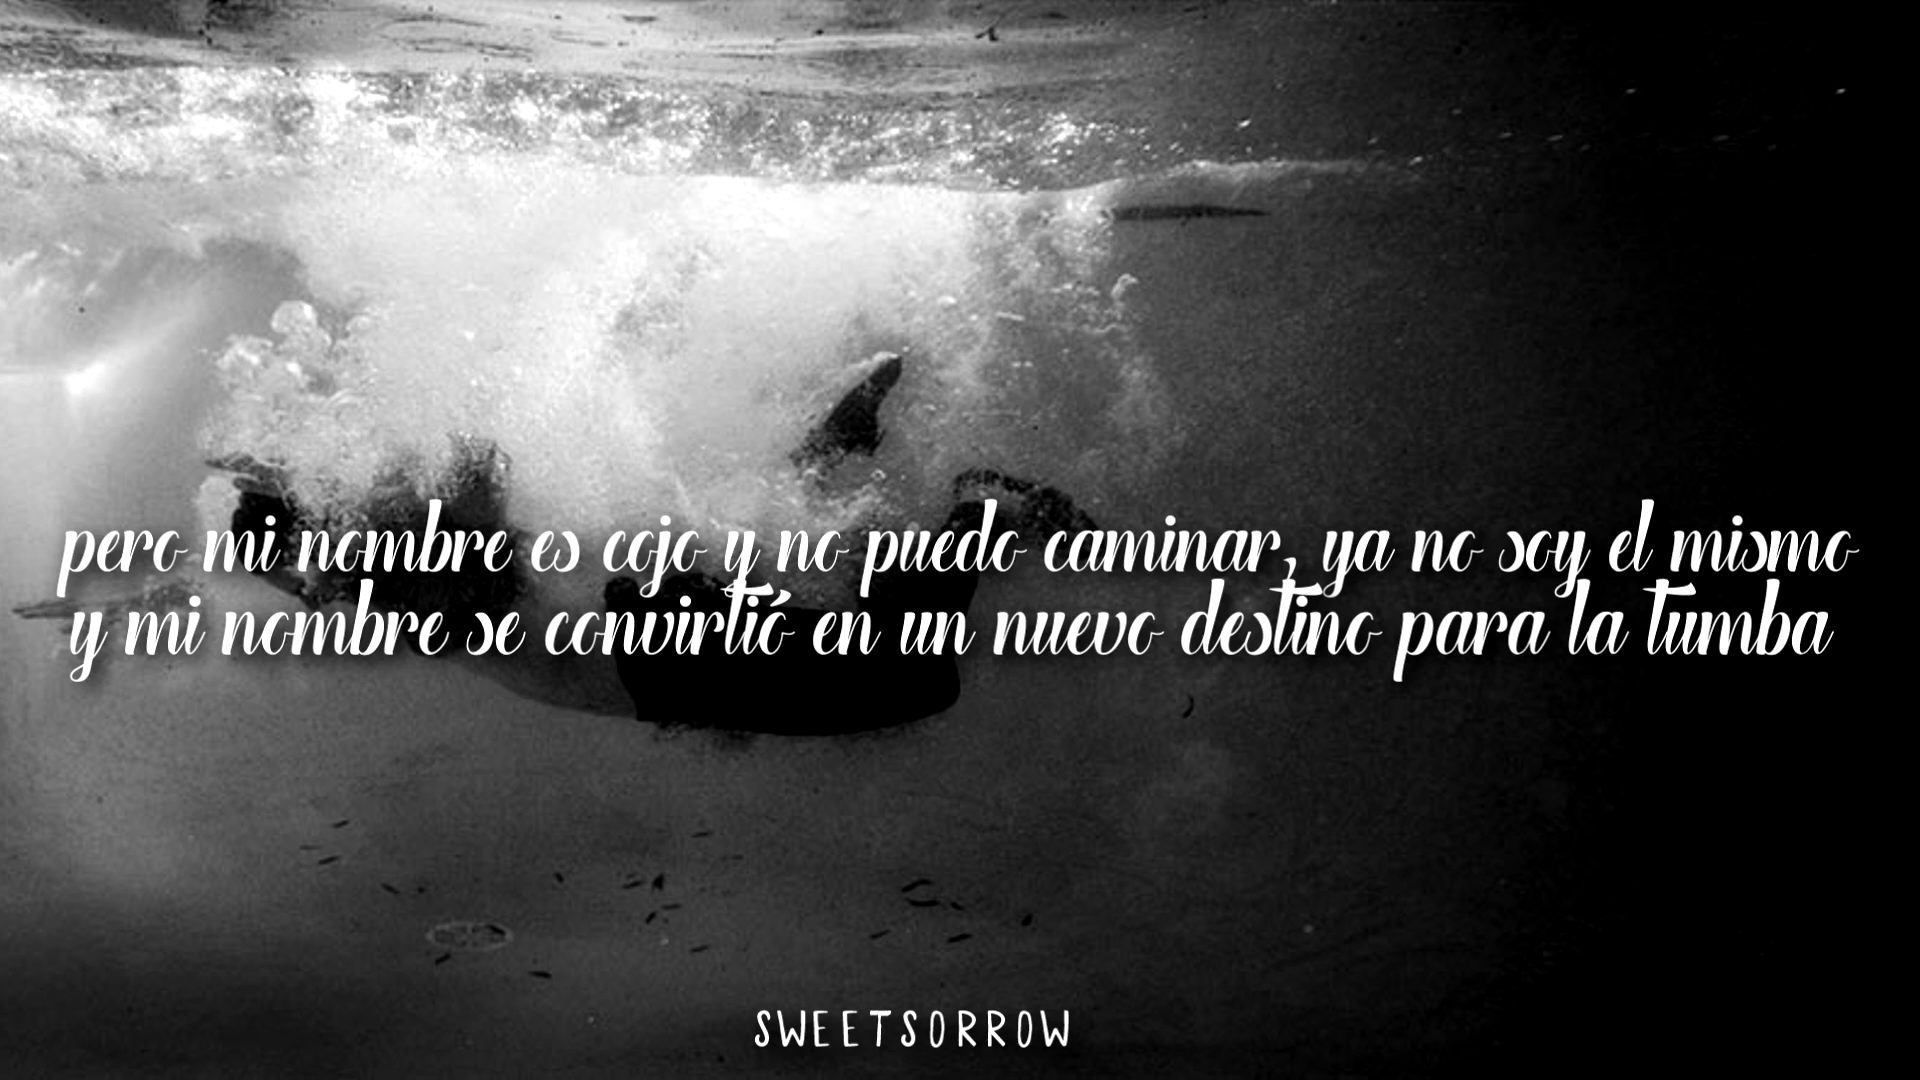 pero mi nombre es cojo y no puedo caminar, ya no soy el mismo
y mi nombre se convirtió en un nuevo destino para la tumba
SWEETSORROW